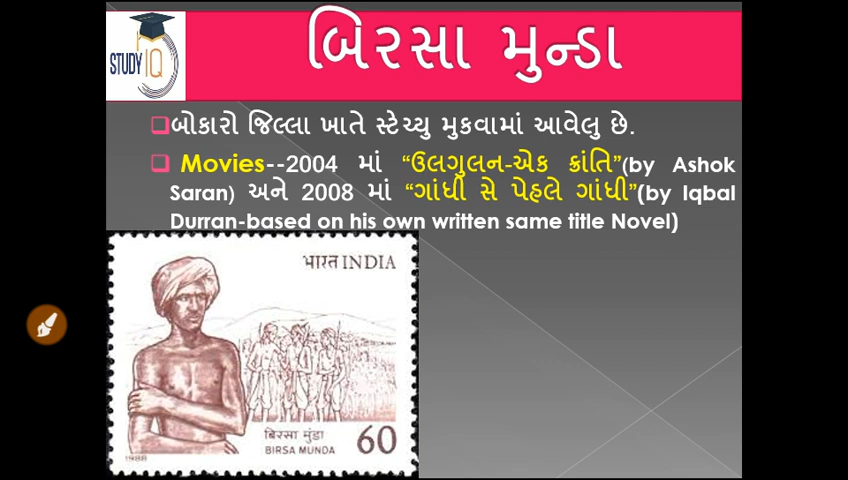 STUDY IQ
બિરસા મુન્ડા
બોકારો જિલ્લા ખાતે સ્ટેચ્યુ મુકવામાં આવેલુ છે.
Movies--2004 માં “ઉલગુલન-એક ક્રાંતિ”(by Ashok
Saran) અને 2008 માં “ગાંધી સે પેહલે ગાંધી”(by Iqbal
Durran-based on his own written same title Novel)
भारत INDIA
बिरसा मुंडा
BIRSA MUNDA
60
1988